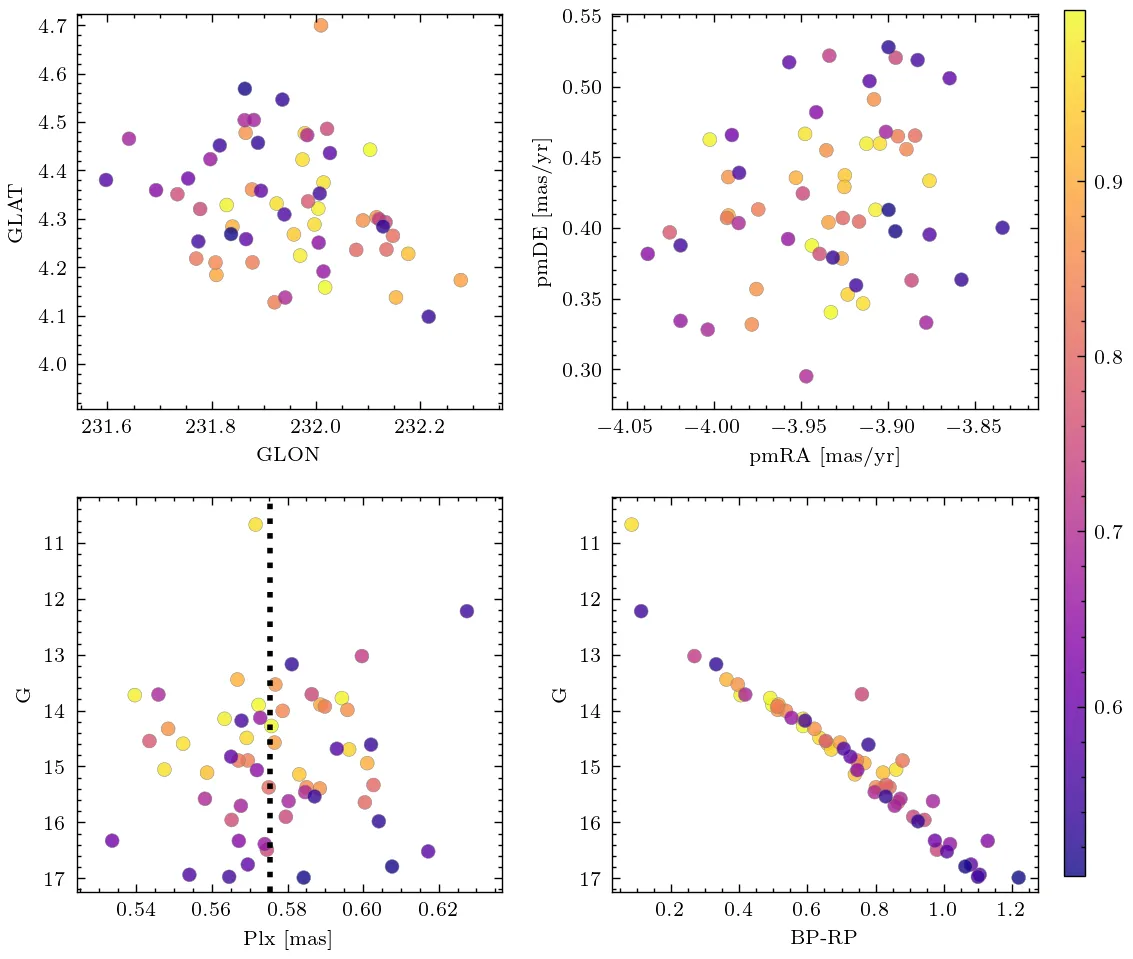 4.7
4.6
4.5
4.4
4.3
4.2
4.1
4.0
GLAT
231.6 231.8 232.0 232.2
GLON
0.55
0.50
0.45
0.40
0.35
0.30
pmDE [mas/yr]
−4.05 −4.00 −3.95 −3.90 −3.85
pmRA [mas/yr]
11
12
13
14
15
16
17
G
0.54 0.56 0.58 0.60 0.62
Plx [mas]
11
12
13
14
15
16
17
G
0.2 0.4 0.6 0.8 1.0 1.2
BP-RP
0.9
0.8
0.7
0.6